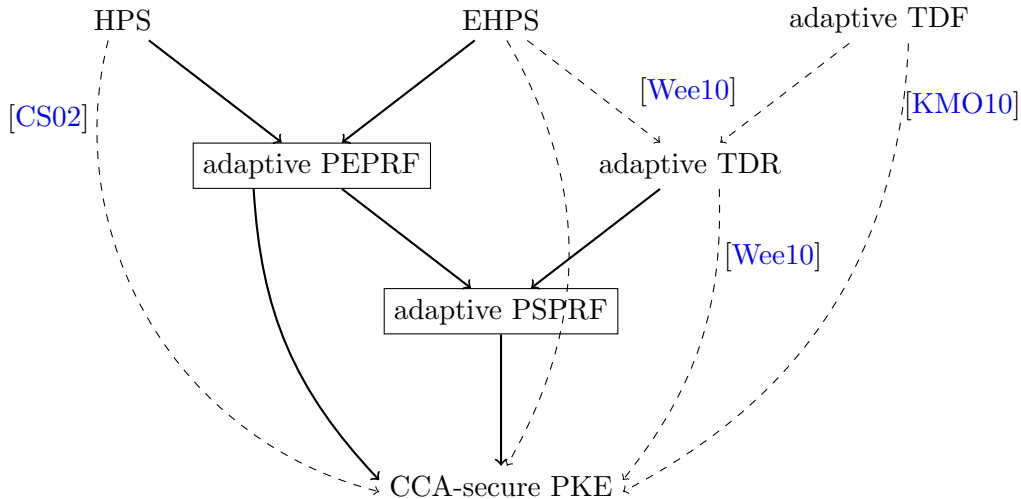 HPS
EHPS
adaptive TDF
[CS02]
[Wee10]
[KMO10]
adaptive PEPRF
adaptive TDR
[Wee10]
adaptive PSPRF
CCA-secure PKE